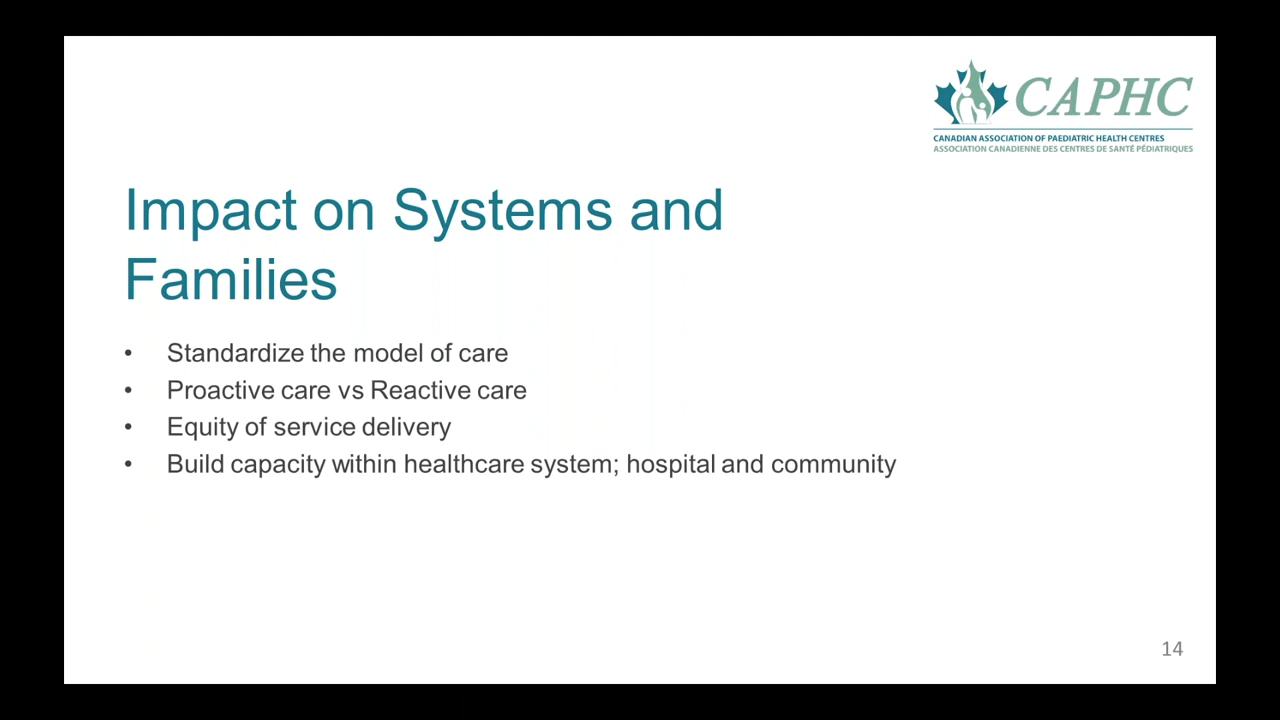 CAPHC
CANADIAN ASSOCIATION OF PAEDIATRIC HEALTH CENTRES
ASSOCIATION CANADIENNE DES CENTRES DE SANTÉ PÉDIATRIQUES
Impact on Systems and
Families
• Standardize the model of care
• Proactive care vs Reactive care
• Equity of service delivery
• Build capacity within healthcare system; hospital and community
14